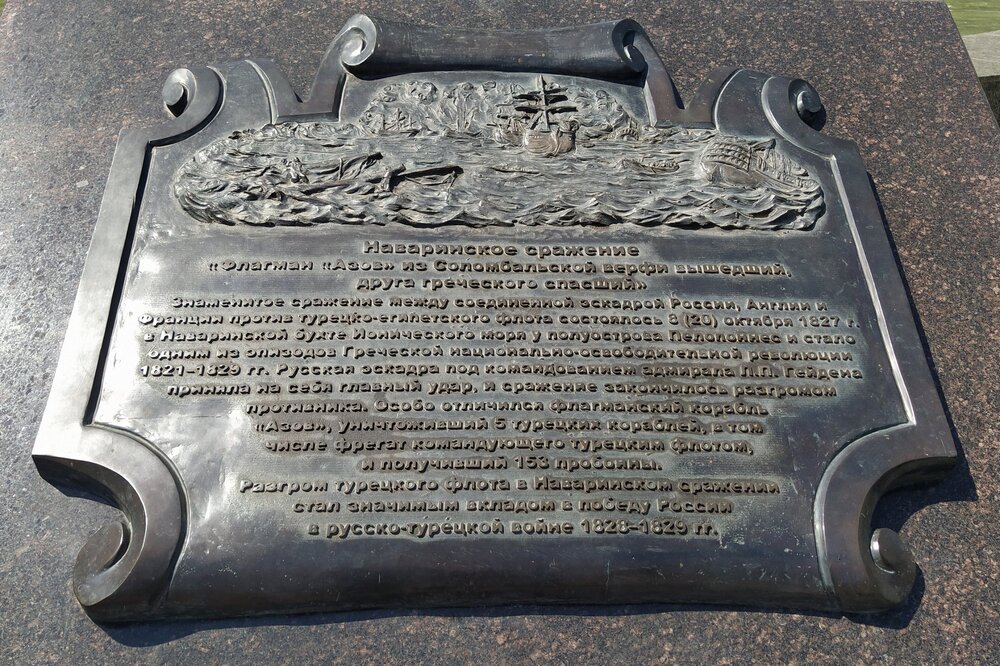 Наваринское сражение
«Флагман «Азов» из Соломбальской верфи вышедший,
друга греческого спасший»
Знаменитое сражение между соединенной эскадрой России, Англии и
Франции против турецко-египетского флота состоялось 8 (20) октября 1827 г.
в Наваринской бухте Ионического моря у полуострова Пелопоннес и стало
одним из эпизодов Греческой национально-освободительной революции
1821-1829 гг. Русская эскадра под командованием адмирала Л.П. Гейдена
приняла на себя главный удар, и сражение закончилось разгромом
противника. Особо отличился флагманский корабль
«Азов», уничтоживший 5 турецких кораблей, в том
числе фрегат командующего турецким флотом,
и получивший 153 пробоины.
Разгром турецкого флота в Наваринском сражении
стал значимым вкладом в победу России
в русско-турецкой войне 1828-1829 гг.